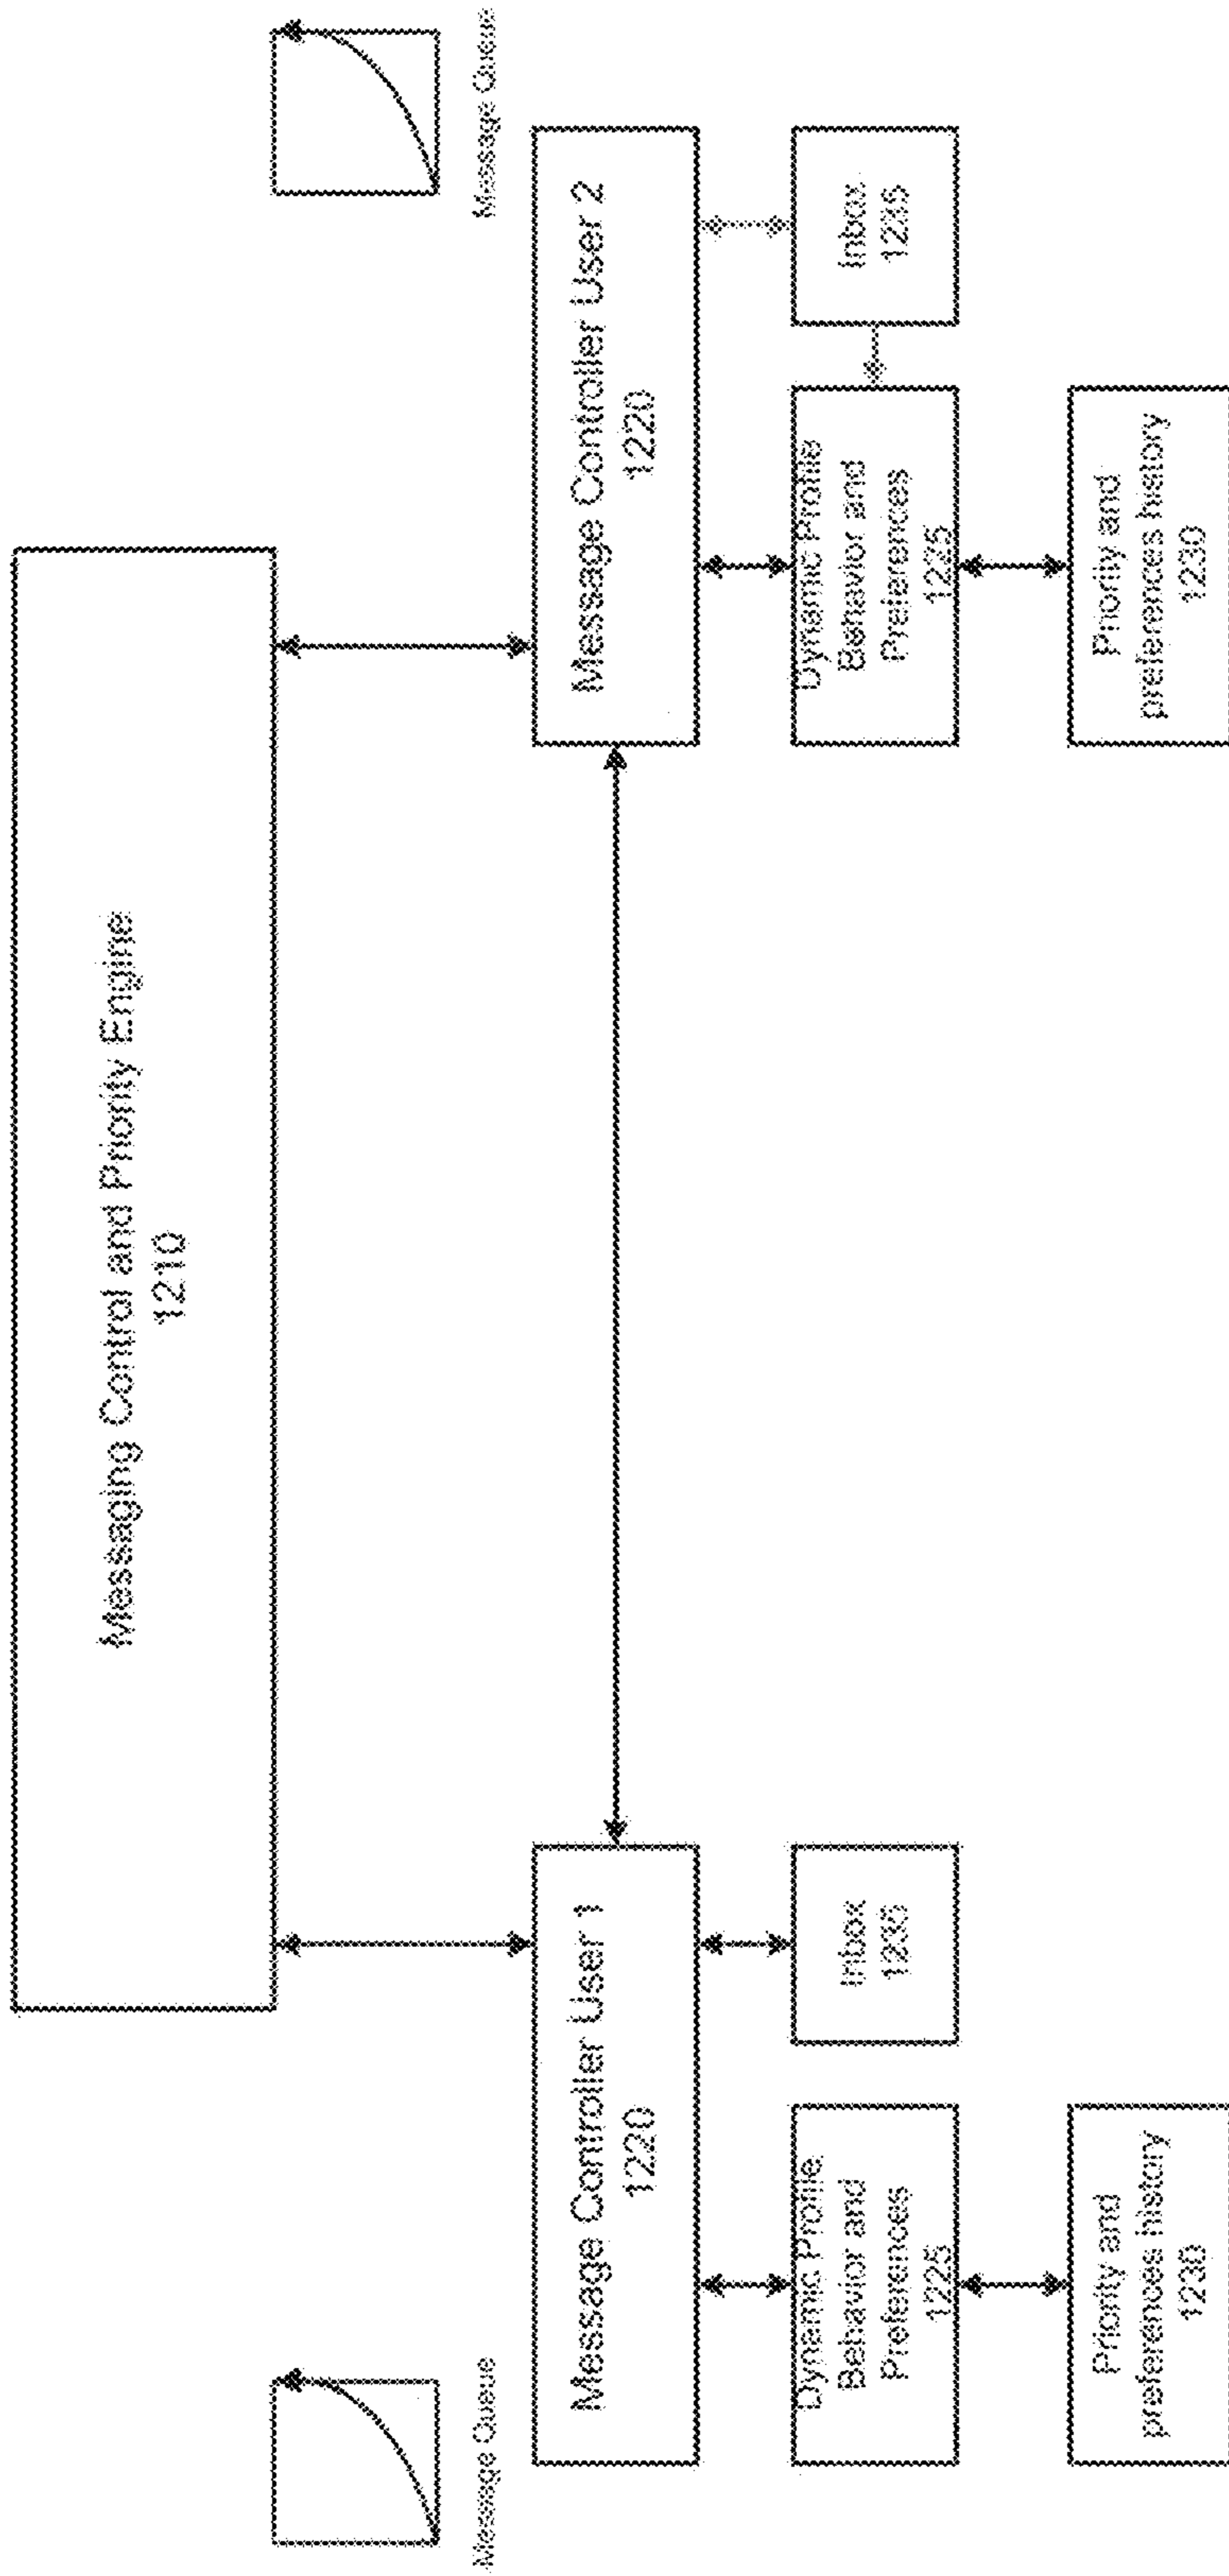 Messaging Control and Priority Engine
1210
Message Queue
Message Queue
Message Controller User 1
1220
Message Controller User 2
1220
Dynamic Profile
Behavior and
Preferences
1225
Inbox
1235
Dynamic Profile
Behavior and
Preferences
1225
Inbox
1235
Priority and
preferences history
1230
Priority and
preferences history
1230